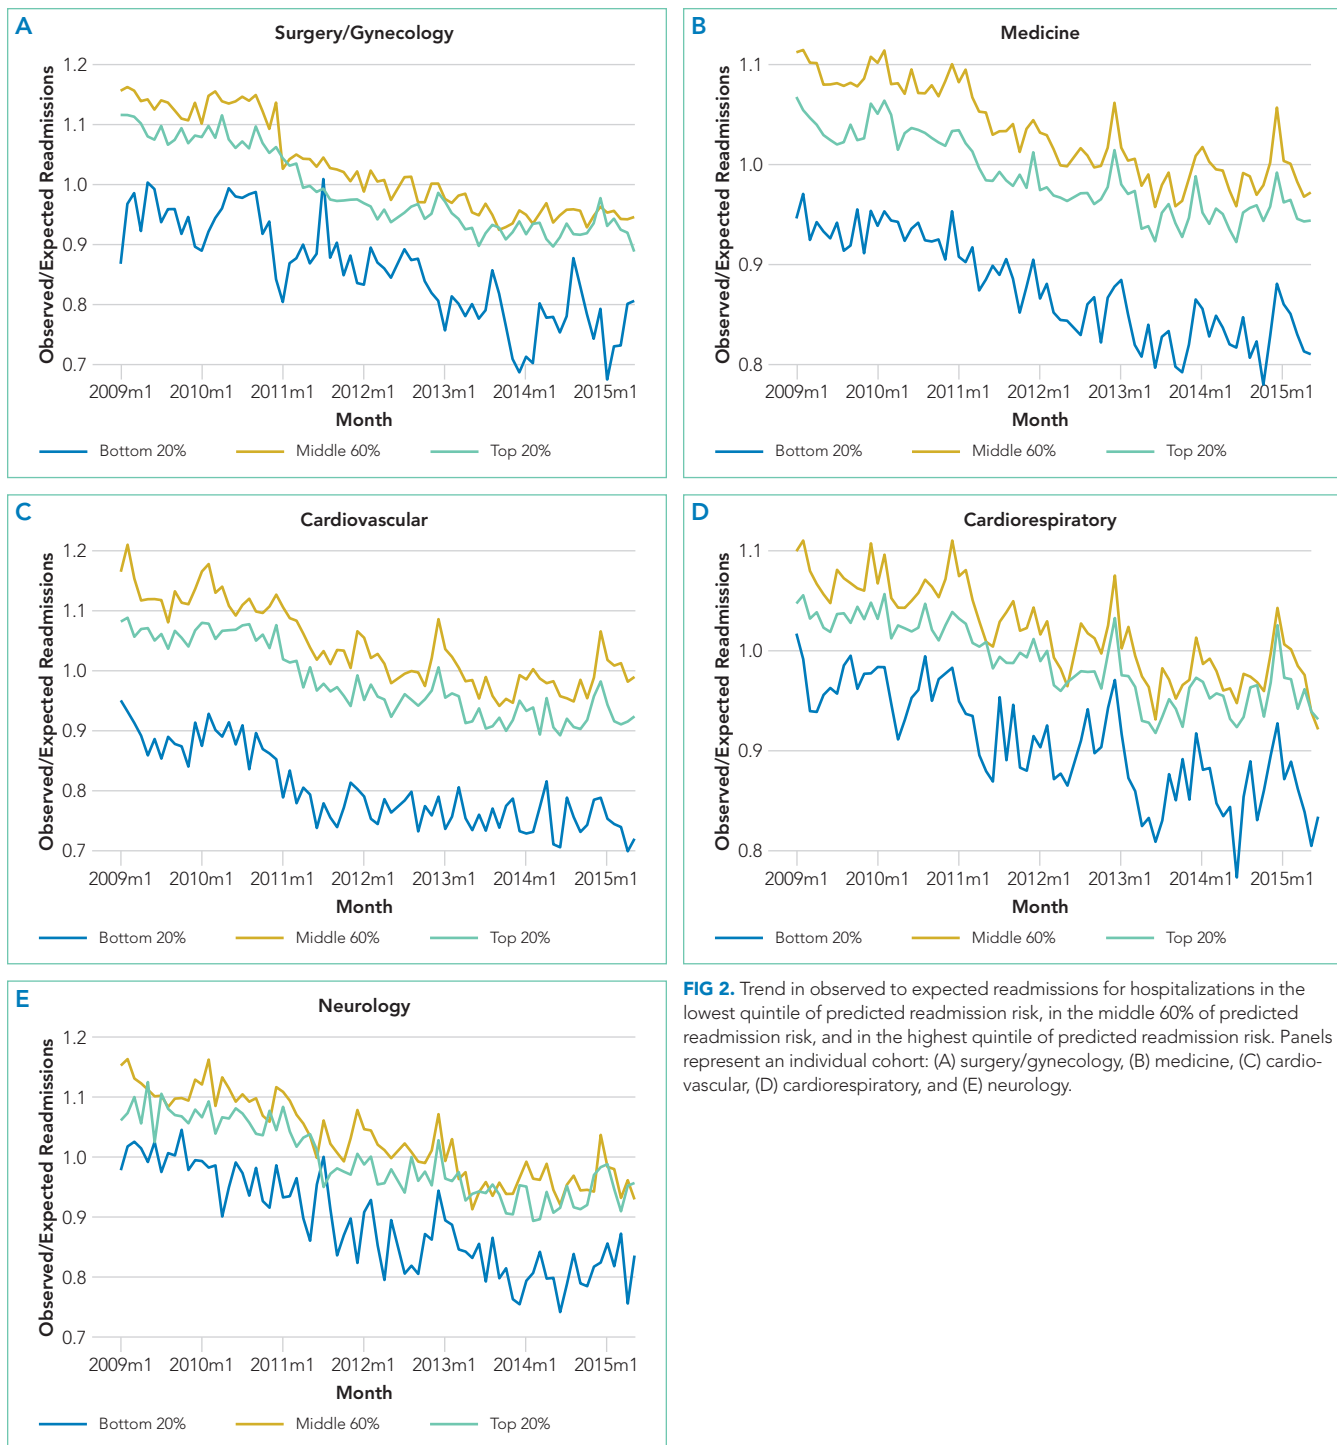 A
Surgery/Gynecology
Observed/Expected Readmissions
1.2
1.1
1.0
0.9
0.8
0.7
2009m1 2010m1 2011m1 2012m1 2013m1 2014m1 2015m1
Month
Bottom 20% Middle 60% Top 20%
B
Medicine
Observed/Expected Readmissions
1.1
1.0
0.9
0.8
2009m1 2010m1 2011m1 2012m1 2013m1 2014m1 2015m1
Month
Bottom 20% Middle 60% Top 20%
C
Cardiovascular
Observed/Expected Readmissions
1.2
1.1
1.0
0.9
0.8
0.7
2009m1 2010m1 2011m1 2012m1 2013m1 2014m1 2015m1
Month
Bottom 20% Middle 60% Top 20%
D
Cardiorespiratory
Observed/Expected Readmissions
1.1
1.0
0.9
0.8
2009m1 2010m1 2011m1 2012m1 2013m1 2014m1 2015m1
Month
Bottom 20% Middle 60% Top 20%
E
Neurology
Observed/Expected Readmissions
1.2
1.1
1.0
0.9
0.8
0.7
2009m1 2010m1 2011m1 2012m1 2013m1 2014m1 2015m1
Month
Bottom 20% Middle 60% Top 20%
FIG 2. Trend in observed to expected readmissions for hospitalizations in the
lowest quintile of predicted readmission risk, in the middle 60% of predicted
readmission risk, and in the highest quintile of predicted readmission risk. Panels
represent an individual cohort: (A) surgery/gynecology, (B) medicine, (C) cardio-
vascular, (D) cardiorespiratory, and (E) neurology.